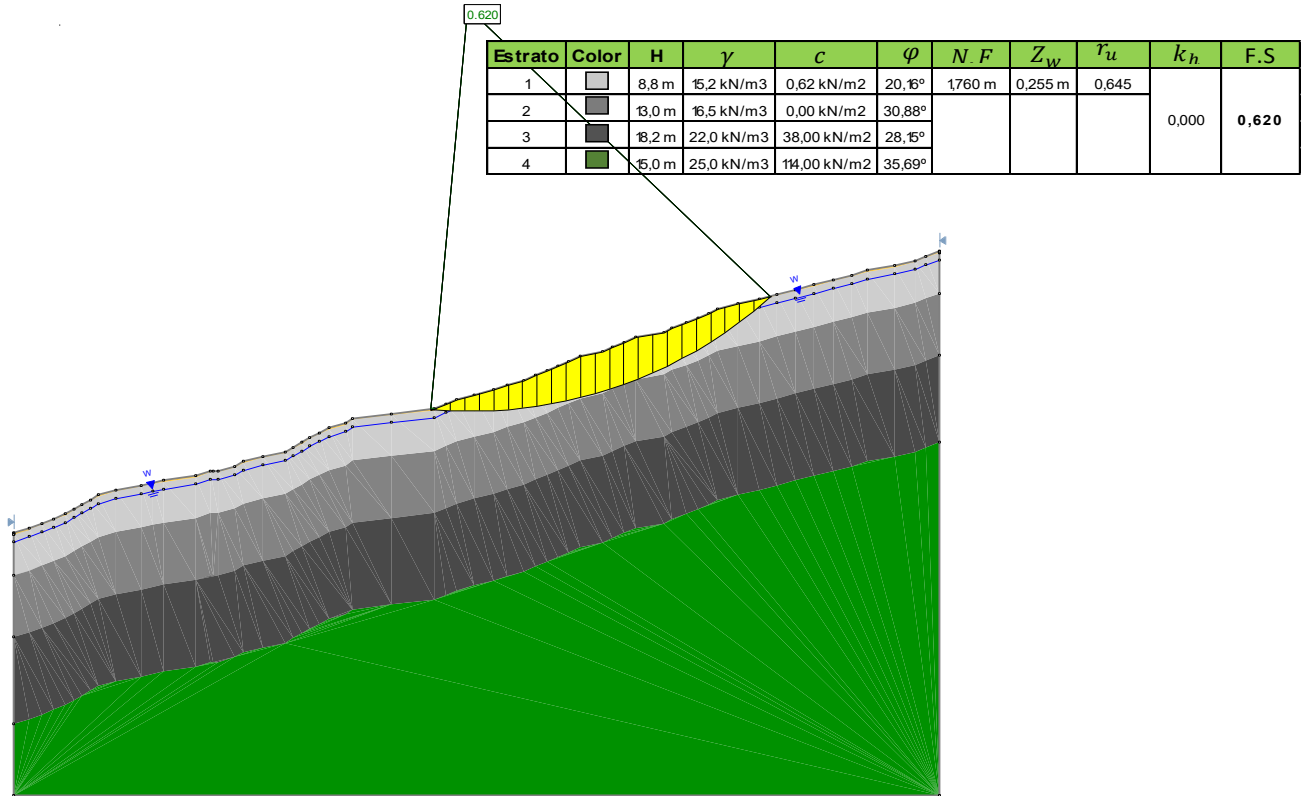 0.620
Estrato Color H γ c φ N.F Z_w r_u k_h F.S
1 8,8 m 15,2 kN/m3 0,62 kN/m2 20,16º 1,760 m 0,255 m 0,645 0,000 0,620
2 13,0 m 16,5 kN/m3 0,00 kN/m2 30,88º
3 18,2 m 22,0 kN/m3 38,00 kN/m2 28,15º
4 15,0 m 25,0 kN/m3 114,00 kN/m2 35,69º
w
w